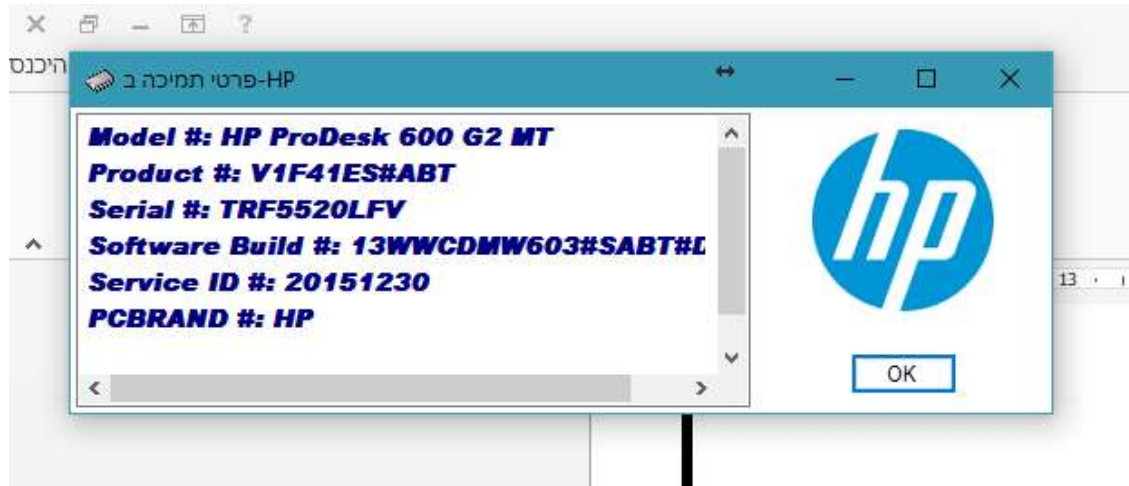 ?
היכנס
פרטי תמיכה ב-HP
Model #: HP ProDesk 600 G2 MT
Product #: V1F41ES#ABT
Serial #: TRF5520LFV
Software Build #: 13WWCDMW603#SABT#D
Service ID #: 20151230
PCBRAND #: HP
hp
OK
13